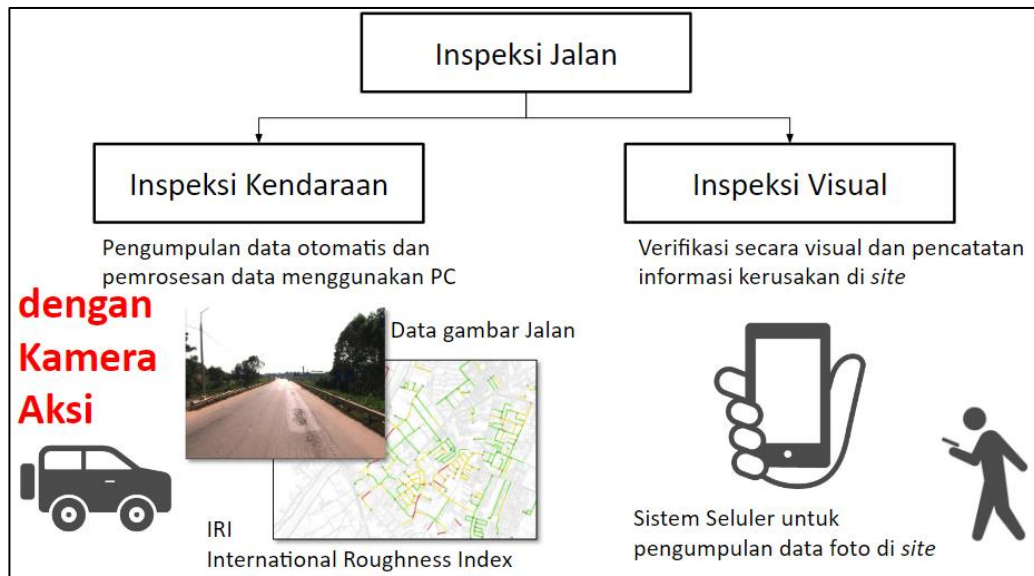 Inspeksi Jalan
Inspeksi Kendaraan
Pengumpulan data otomatis dan
pemrosesan data menggunakan PC
dengan
Kamera
Aksi
Data gambar Jalan
IRI
International Roughness Index
Inspeksi Visual
Verifikasi secara visual dan pencatatan
informasi kerusakan di site
Sistem Seluler untuk
pengumpulan data foto di site